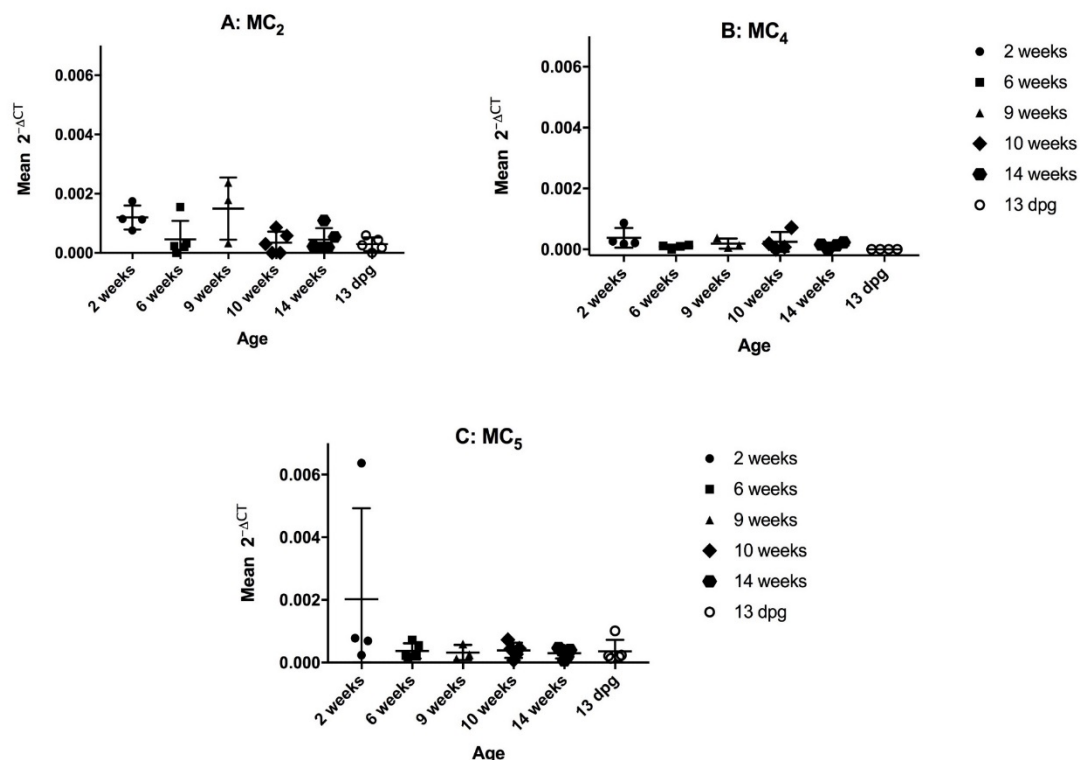 A: MC₂
0.006
0.004
0.002
0.000
Mean 2^−ΔCT
2 weeks
6 weeks
9 weeks
10 weeks
14 weeks
13 dpg
Age
B: MC₄
0.006
0.004
0.002
0.000
Mean 2^−ΔCT
2 weeks
6 weeks
9 weeks
10 weeks
14 weeks
13 dpg
Age
2 weeks
6 weeks
9 weeks
10 weeks
14 weeks
13 dpg
C: MC₅
0.006
0.004
0.002
0.000
Mean 2^−ΔCT
2 weeks
6 weeks
9 weeks
10 weeks
14 weeks
13 dpg
Age
2 weeks
6 weeks
9 weeks
10 weeks
14 weeks
13 dpg